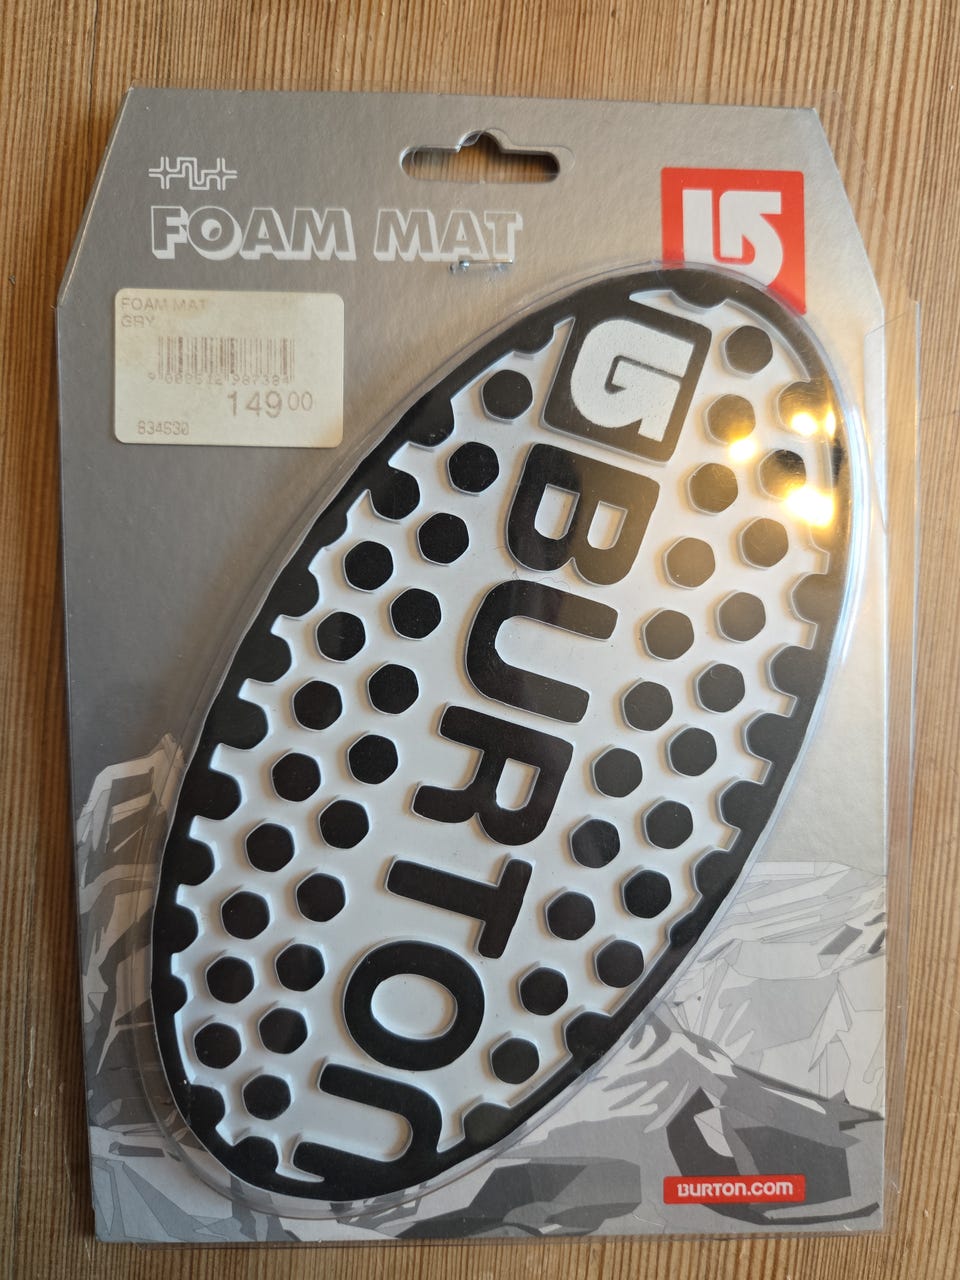 FOAM MAT
FOAM MAT
GRY
149 00
834630
BURTON
BURTON.COM